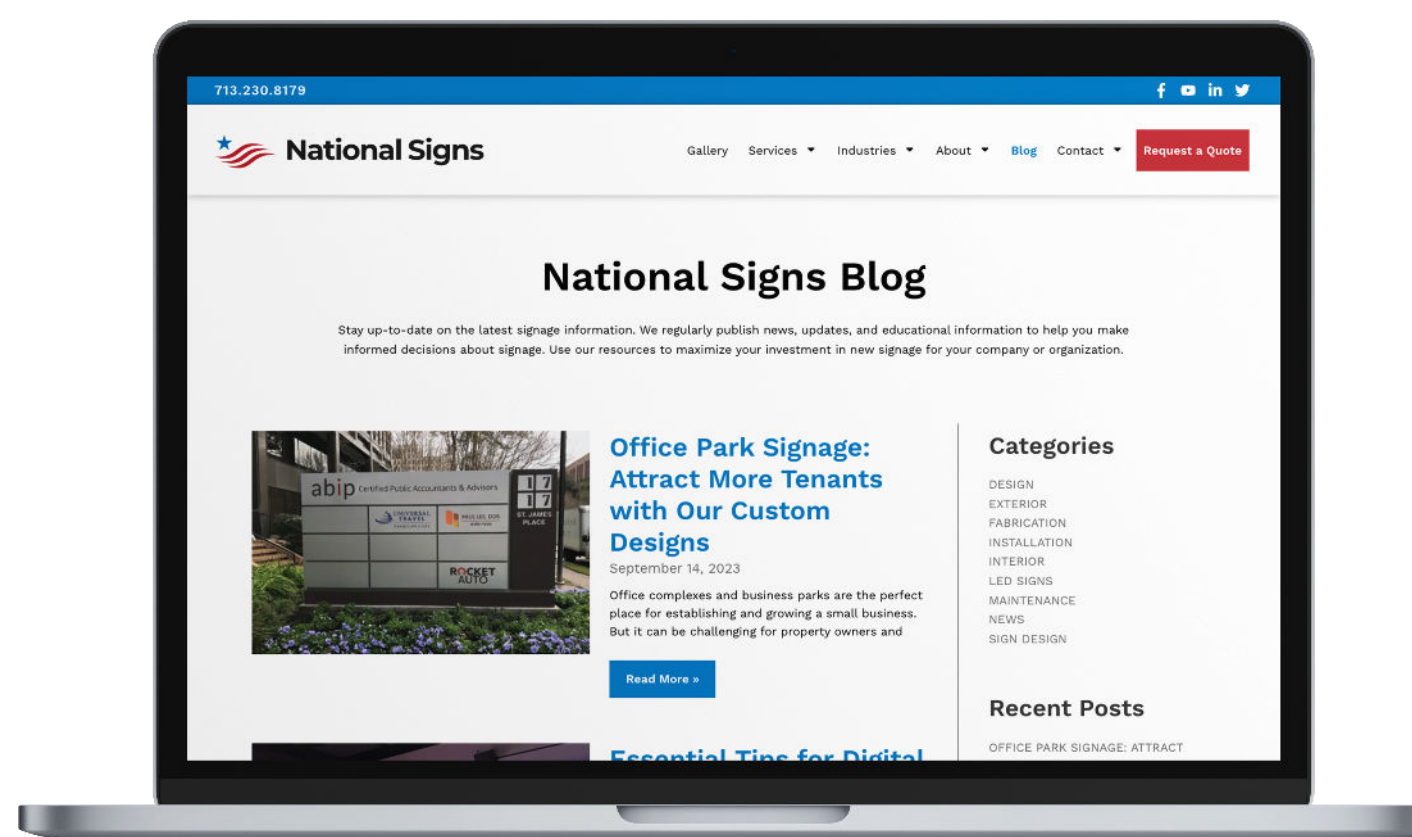 713.230.8179
National Signs
Gallery Services Industries About Blog Contact Request a Quote
National Signs Blog
Stay up-to-date on the latest signage information. We regularly publish news, updates, and educational information to help you make
informed decisions about signage. Use our resources to maximize your investment in new signage for your company or organization.
abip Certified Public Accountants & Advisors
17
17
ST. JAMES
PLACE
UNIVERSAL
TRAVEL
ROCKET
AUTO
Office Park Signage:
Attract More Tenants
with Our Custom
Designs
September 14, 2023
Office complexes and business parks are the perfect
place for establishing and growing a small business.
But it can be challenging for property owners and
Read More »
Essential Tips for Digital
Categories
DESIGN
EXTERIOR
FABRICATION
INSTALLATION
INTERIOR
LED SIGNS
MAINTENANCE
NEWS
SIGN DESIGN
Recent Posts
OFFICE PARK SIGNAGE: ATTRACT